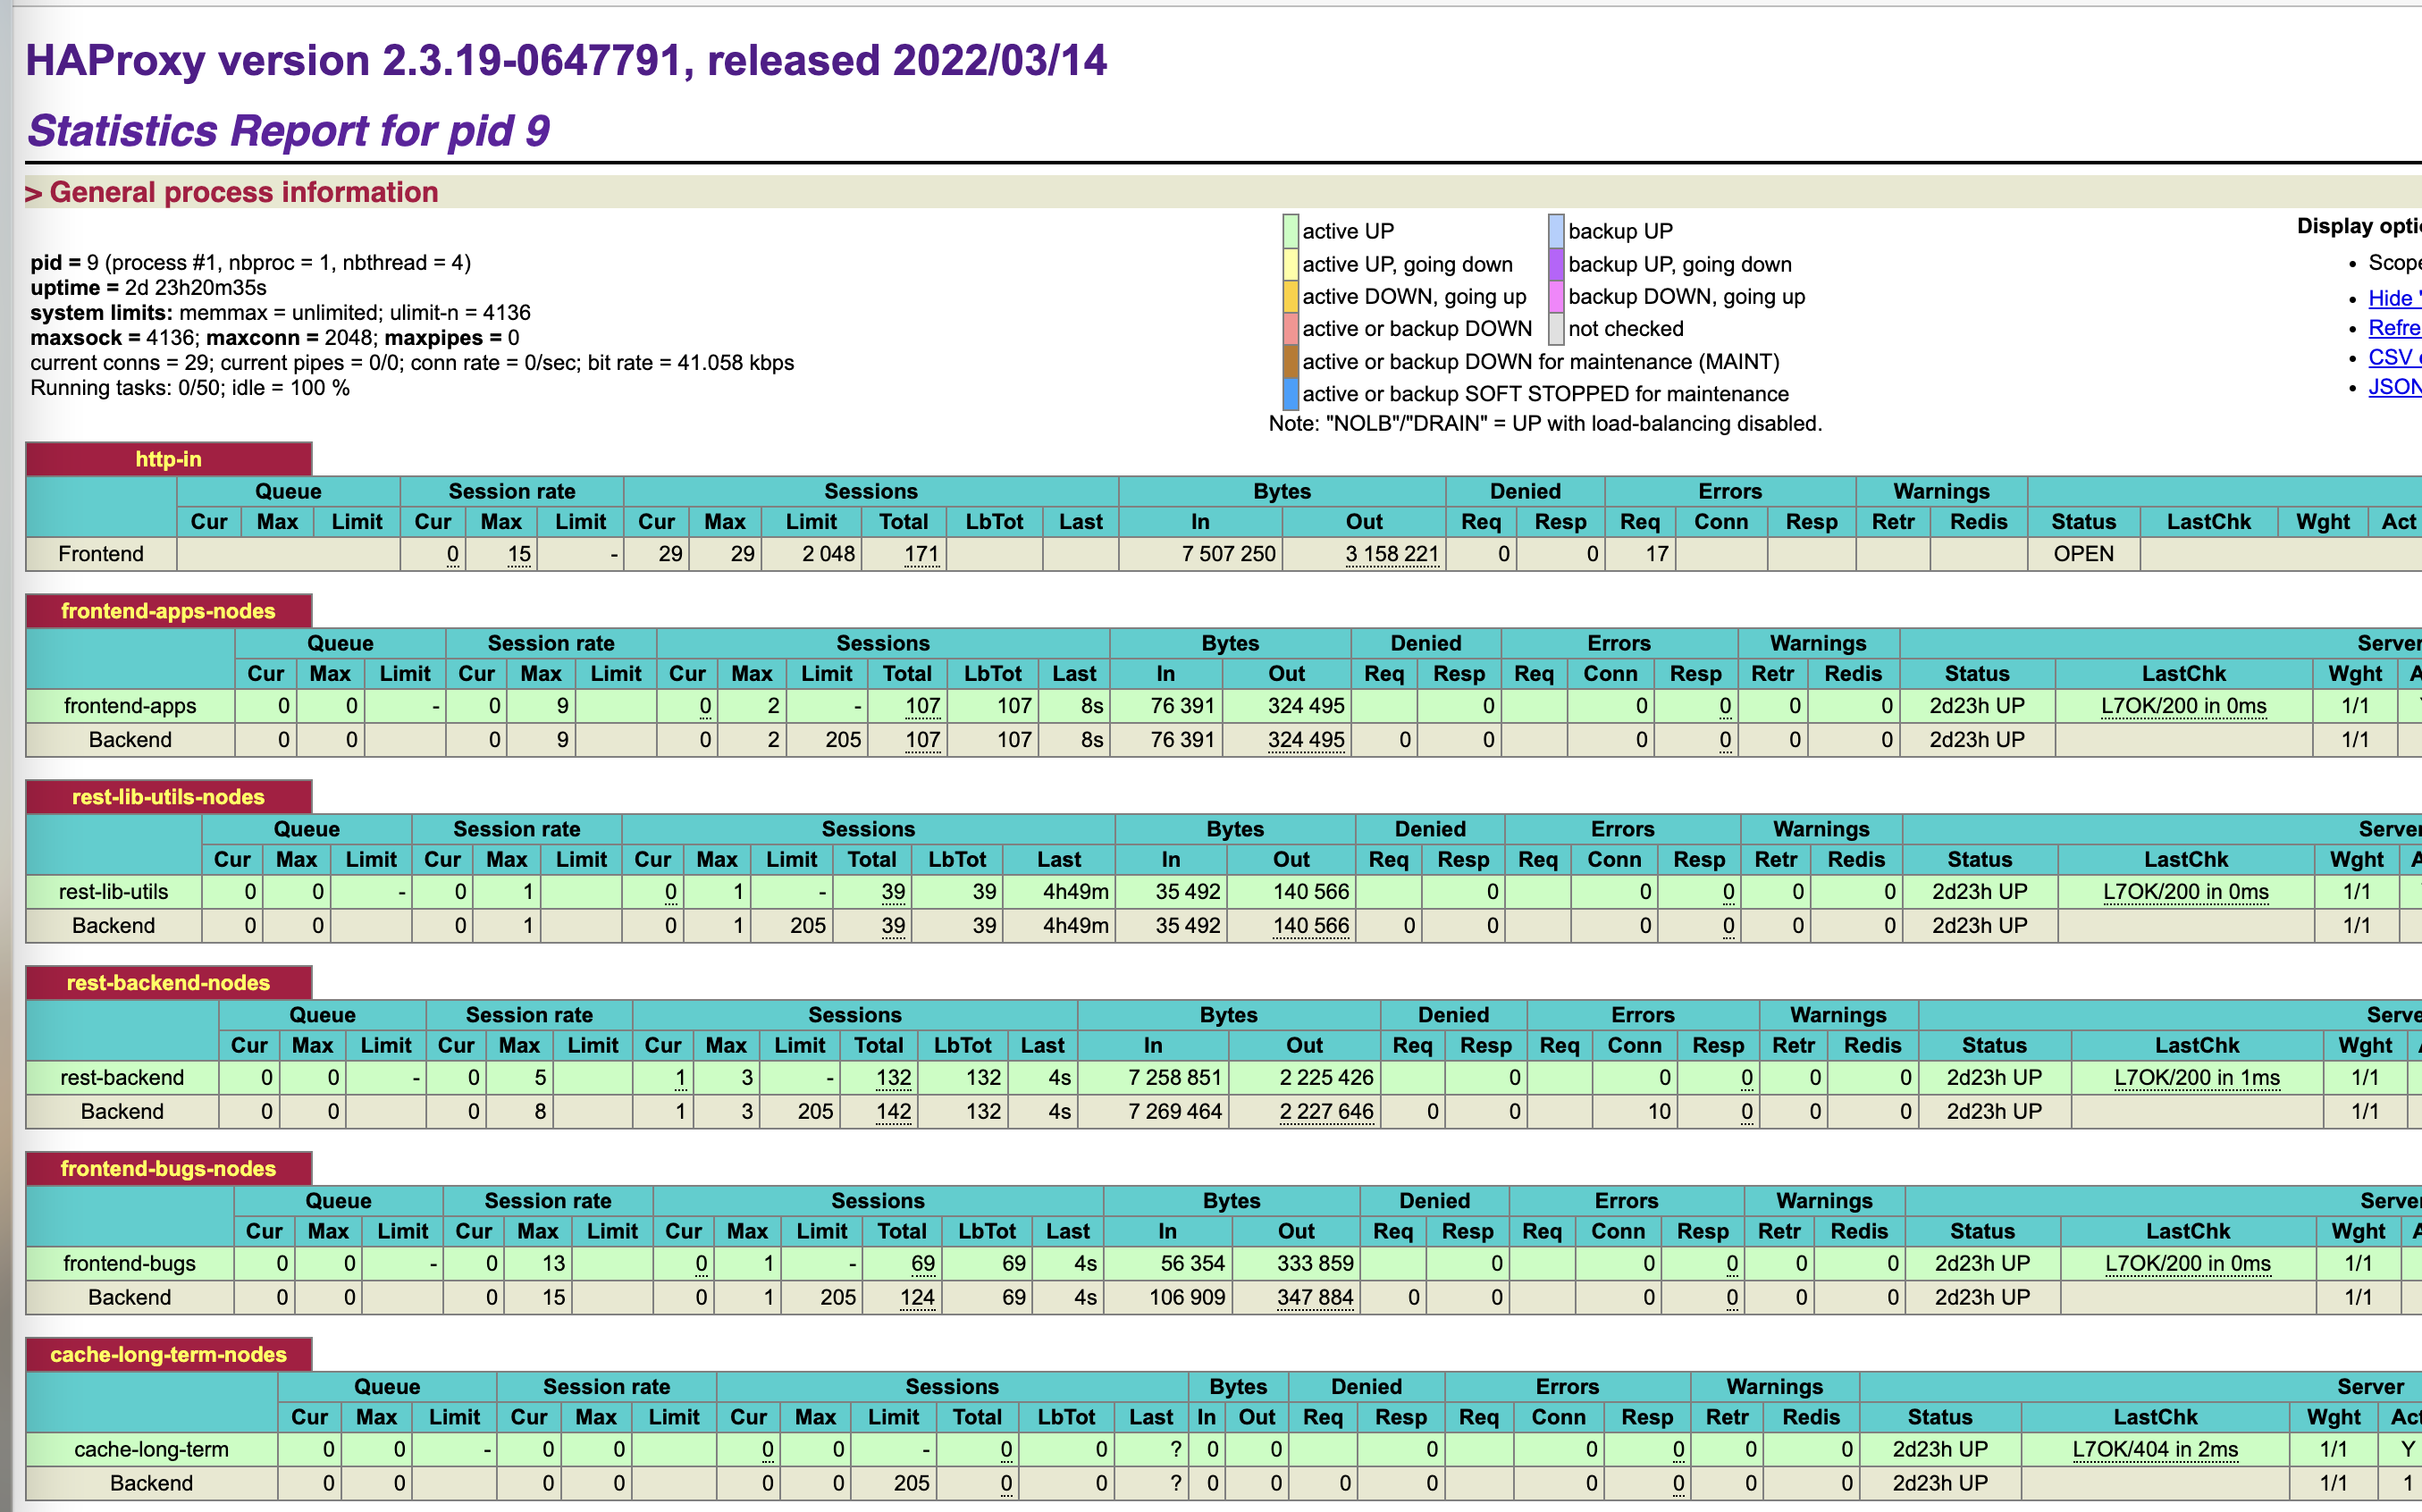 HAProxy version 2.3.19-0647791, released 2022/03/14
Statistics Report for pid 9
> General process information
pid = 9 (process #1, nbproc = 1, nbthread = 4)
uptime = 2d 23h20m35s
system limits: memmax = unlimited; ulimit-n = 4136
maxsock = 4136; maxconn = 2048; maxpipes = 0
current conns = 29; current pipes = 0/0; conn rate = 0/sec; bit rate = 41.058 kbps
Running tasks: 0/50; idle = 100 %
active UP backup UP
active UP, going down backup UP, going down
active DOWN, going up backup DOWN, going up
active or backup DOWN not checked
active or backup DOWN for maintenance (MAINT)
active or backup SOFT STOPPED for maintenance
Note: "NOLB"/"DRAIN" = UP with load-balancing disabled.
Display opti
• Scope
• Hide '
• Refre
• CSV
• JSON
http-in
Queue Session rate Sessions Bytes Denied Errors Warnings
Cur Max Limit Cur Max Limit Cur Max Limit Total LbTot Last In Out Req Resp Req Conn Resp Retr Redis Status LastChk Wght Act
Frontend 0 15 - 29 29 2 048 171 7 507 250 3 158 221 0 0 17 OPEN
frontend-apps-nodes
Queue Session rate Sessions Bytes Denied Errors Warnings Server
Cur Max Limit Cur Max Limit Cur Max Limit Total LbTot Last In Out Req Resp Req Conn Resp Retr Redis Status LastChk Wght A
frontend-apps 0 0 - 0 9 0 2 - 107 107 8s 76 391 324 495 0 0 0 0 0 2d23h UP L7OK/200 in 0ms 1/1
Backend 0 0 0 9 0 2 205 107 107 8s 76 391 324 495 0 0 0 0 0 0 2d23h UP 1/1
rest-lib-utils-nodes
Queue Session rate Sessions Bytes Denied Errors Warnings Server
Cur Max Limit Cur Max Limit Cur Max Limit Total LbTot Last In Out Req Resp Req Conn Resp Retr Redis Status LastChk Wght A
rest-lib-utils 0 0 - 0 1 0 1 - 39 39 4h49m 35 492 140 566 0 0 0 0 0 2d23h UP L7OK/200 in 0ms 1/1
Backend 0 0 0 1 0 1 205 39 39 4h49m 35 492 140 566 0 0 0 0 0 0 2d23h UP 1/1
rest-backend-nodes
Queue Session rate Sessions Bytes Denied Errors Warnings Serve
Cur Max Limit Cur Max Limit Cur Max Limit Total LbTot Last In Out Req Resp Req Conn Resp Retr Redis Status LastChk Wght
rest-backend 0 0 - 0 5 1 3 - 132 132 4s 7 258 851 2 225 426 0 0 0 0 0 2d23h UP L7OK/200 in 1ms 1/1
Backend 0 0 0 8 1 3 205 142 132 4s 7 269 464 2 227 646 0 0 10 0 0 0 2d23h UP 1/1
frontend-bugs-nodes
Queue Session rate Sessions Bytes Denied Errors Warnings Server
Cur Max Limit Cur Max Limit Cur Max Limit Total LbTot Last In Out Req Resp Req Conn Resp Retr Redis Status LastChk Wght A
frontend-bugs 0 0 - 0 13 0 1 - 69 69 4s 56 354 333 859 0 0 0 0 0 2d23h UP L7OK/200 in 0ms 1/1
Backend 0 0 0 15 0 1 205 124 69 4s 106 909 347 884 0 0 0 0 0 0 2d23h UP 1/1
cache-long-term-nodes
Queue Session rate Sessions Bytes Denied Errors Warnings Server
Cur Max Limit Cur Max Limit Cur Max Limit Total LbTot Last In Out Req Resp Req Conn Resp Retr Redis Status LastChk Wght Act
cache-long-term 0 0 - 0 0 0 0 - 0 0 ? 0 0 0 0 0 0 0 2d23h UP L7OK/404 in 2ms 1/1 Y
Backend 0 0 0 0 0 0 205 0 0 ? 0 0 0 0 0 0 0 0 2d23h UP 1/1 1